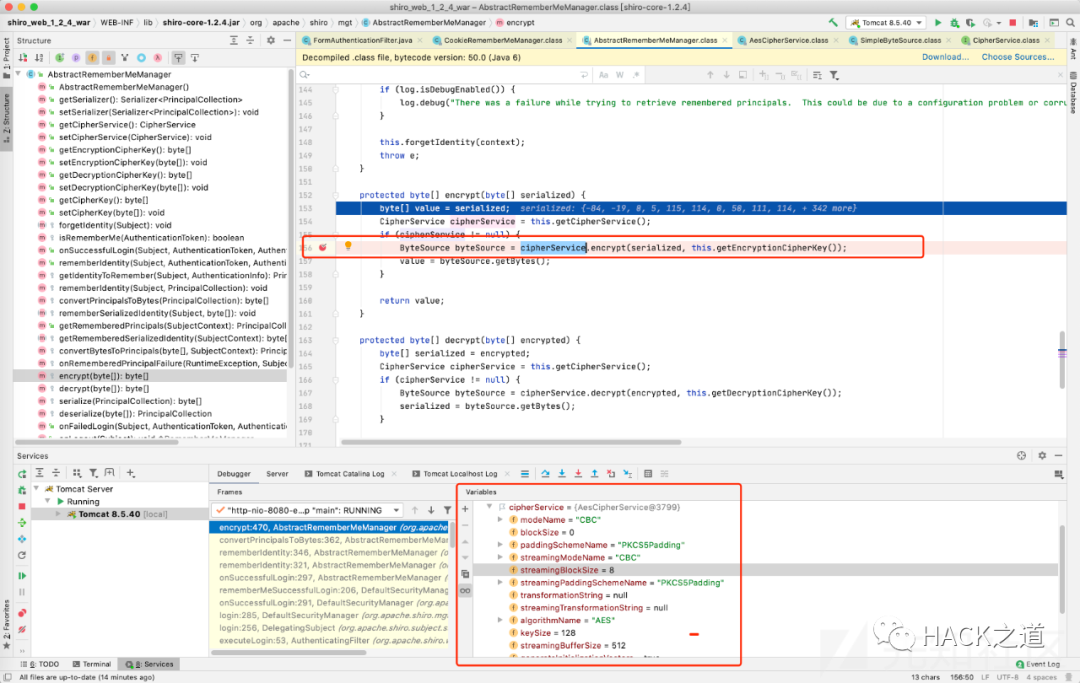 shiro_web_1_2_4_war – AbstractRememberMeManager.class [shiro-core-1.2.4.jar]
shiro_web_1_2_4_war WEB-INF lib shiro-core-1.2.4.jar org apache shiro mgt AbstractRememberMeManager encrypt
Tomcat 8.5.40
Structure
FormAuthenticationFilter.java CookieRememberMeManager.class AbstractRememberMeManager.class AesCipherService.class SimpleByteSource.class CipherService.class
Decompiled .class file, bytecode version: 50.0 (Java 6) Download... Choose Sources...
1: Project
Z: Structure
2: Favorites
Ant
Database
AbstractRememberMeManager
AbstractRememberMeManager()
getSerializer(): Serializer<PrincipalCollection>
setSerializer(Serializer<PrincipalCollection>): void
getCipherService(): CipherService
setCipherService(CipherService): void
getEncryptionCipherKey(): byte[]
setEncryptionCipherKey(byte[]): void
getDecryptionCipherKey(): byte[]
setDecryptionCipherKey(byte[]): void
getCipherKey(): byte[]
setCipherKey(byte[]): void
forgetIdentity(Subject): void
isRememberMe(AuthenticationToken): boolean
onSuccessfulLogin(Subject, AuthenticationToken, Authen
rememberIdentity(Subject, AuthenticationToken, Authenti
getIdentityToRemember(Subject, AuthenticationInfo): Pri
rememberIdentity(Subject, PrincipalCollection): void
convertPrincipalsToBytes(PrincipalCollection): byte[]
rememberSerializedIdentity(Subject, byte[]): void
getRememberedPrincipals(SubjectContext): PrincipalColl
getRememberedSerializedIdentity(SubjectContext): byte[
convertBytesToPrincipals(byte[], SubjectContext): Princip
onRememberedPrincipalFailure(RuntimeException, Subje
encrypt(byte[]): byte[]
decrypt(byte[]): byte[]
serialize(PrincipalCollection): byte[]
deserialize(byte[]): PrincipalCollection
onFailedLogin(Subject, AuthenticationToken, Authenticati
144 if (log.isDebugEnabled()) {
145 log.debug("There was a failure while trying to retrieve remembered principals.  This could be due to a configuration problem or corru
146 }
147
148 this.forgetIdentity(context);
149 throw e;
150 }
151
152 protected byte[] encrypt(byte[] serialized) {
153 byte[] value = serialized; serialized: {-84, -19, 0, 5, 115, 114, 0, 50, 111, 114, + 342 more}
154 CipherService cipherService = this.getCipherService();
if (cipherService != null) {
156 ByteSource byteSource = cipherService.encrypt(serialized, this.getEncryptionCipherKey());
157 value = byteSource.getBytes();
158 }
159
160 return value;
161 }
162
163 protected byte[] decrypt(byte[] encrypted) {
164 byte[] serialized = encrypted;
165 CipherService cipherService = this.getCipherService();
166 if (cipherService != null) {
167 ByteSource byteSource = cipherService.decrypt(encrypted, this.getDecryptionCipherKey());
168 serialized = byteSource.getBytes();
169 }
170
171
Services
Debugger Server Tomcat Catalina Log Tomcat Localhost Log
Tomcat Server
Running
Tomcat 8.5.40 [local]
Frames
"http-nio-8080-e...p "main": RUNNING
encrypt:470, AbstractRememberMeManager (org.apache
convertPrincipalsToBytes:362, AbstractRememberMeMa
rememberIdentity:346, AbstractRememberMeManager (o
rememberIdentity:321, AbstractRememberMeManager (or
onSuccessfulLogin:297, AbstractRememberMeManager (
rememberMeSuccessfulLogin:206, DefaultSecurityManag
onSuccessfulLogin:291, DefaultSecurityManager (org.apa
login:285, DefaultSecurityManager (org.apache.shiro.mg
login:256, DelegatingSubject (org.apache.shiro.subject.s
executeLogin:53, AuthenticatingFilter (org.apache.shiro.
Variables
cipherService = {AesCipherService@3799}
modeName = "CBC"
blockSize = 0
paddingSchemeName = "PKCS5Padding"
streamingModeName = "CBC"
streamingBlockSize = 8
streamingPaddingSchemeName = "PKCS5Padding"
transformationString = null
streamingTransformationString = null
algorithmName = "AES"
keySize = 128
streamingBufferSize = 512
HACK之道
6: TODO Terminal 8: Services Event Log
All files are up-to-date (14 minutes ago) 13 chars 156:50 LF UTF-8 4 spaces